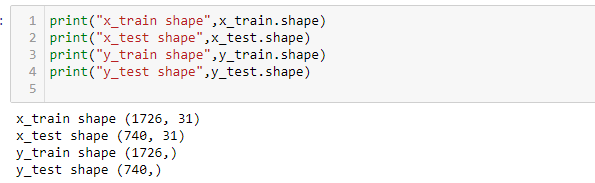 1 print("x_train shape",x_train.shape)
2 print("x_test shape",x_test.shape)
3 print("y_train shape",y_train.shape)
4 print("y_test shape",y_test.shape)
5
x_train shape (1726, 31)
x_test shape (740, 31)
y_train shape (1726,)
y_test shape (740,)